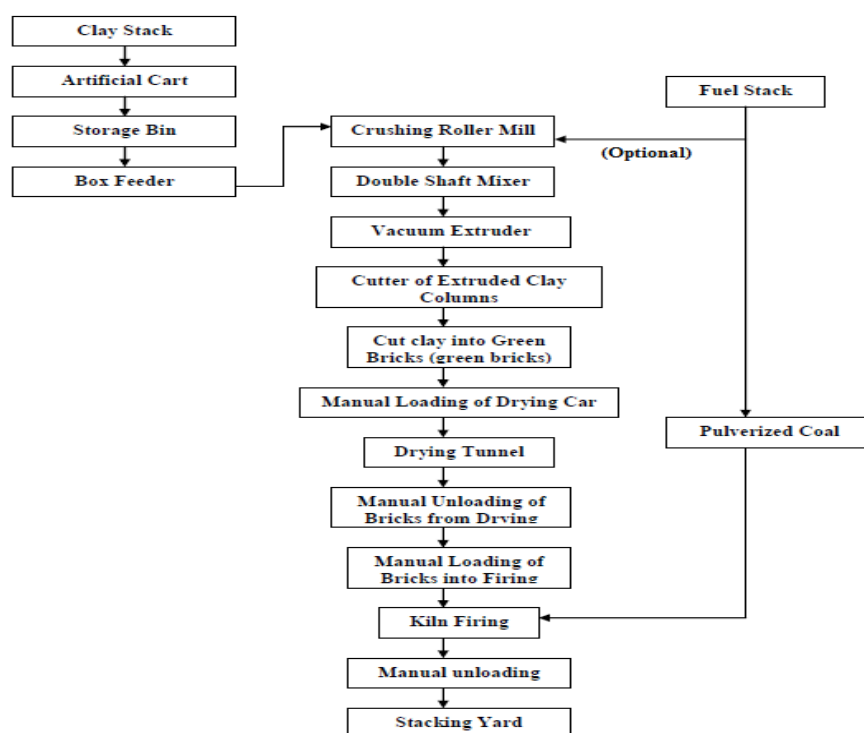 Clay Stack
Artificial Cart
Storage Bin
Box Feeder
Fuel Stack
Crushing Roller Mill
(Optional)
Double Shaft Mixer
Vacuum Extruder
Cutter of Extruded Clay
Columns
Cut clay into Green
Bricks (green bricks)
Manual Loading of Drying Car
Pulverized Coal
Drying Tunnel
Manual Unloading of
Bricks from Drying
Manual Loading of
Bricks into Firing
Kiln Firing
Manual unloading
Stacking Yard